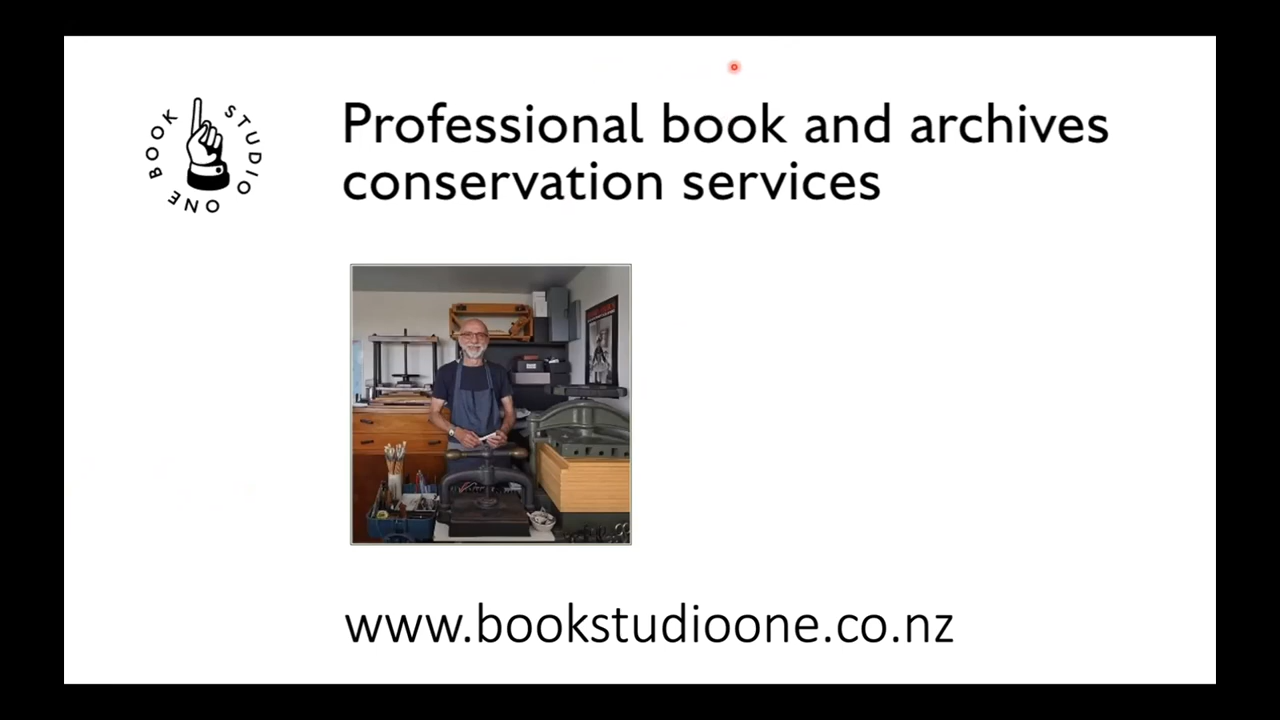 BOOK STUDIO ONE
Professional book and archives
conservation services
www.bookstudioone.co.nz